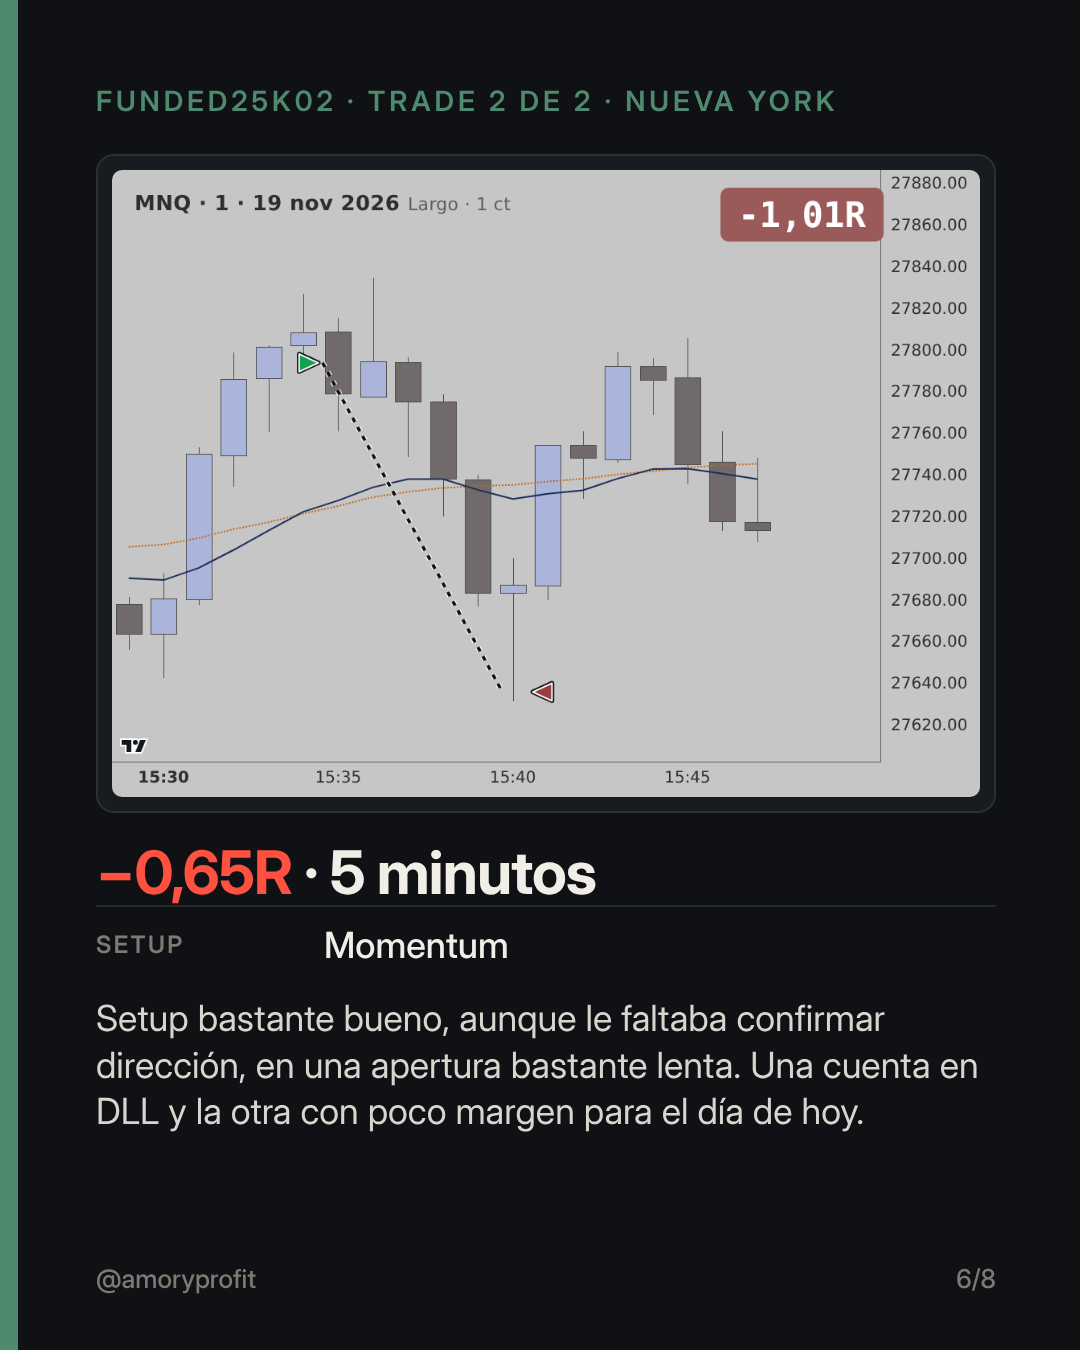 FUNDED25K02 · TRADE 2 DE 2 · NUEVA YORK
MNQ · 1 · 19 nov 2026 Largo · 1 ct
-1,01R
27880.00
27860.00
27840.00
27820.00
27800.00
27780.00
27760.00
27740.00
27720.00
27700.00
27680.00
27660.00
27640.00
27620.00
15:30 15:35 15:40 15:45
–0,65R · 5 minutos
SETUP Momentum
Setup bastante bueno, aunque le faltaba confirmar
dirección, en una apertura bastante lenta. Una cuenta en
DLL y la otra con poco margen para el día de hoy.
@amoryprofit 6/8